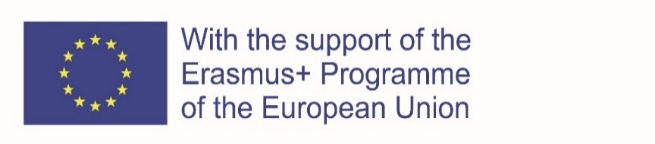 With the support of the
Erasmus+ Programme
of the European Union